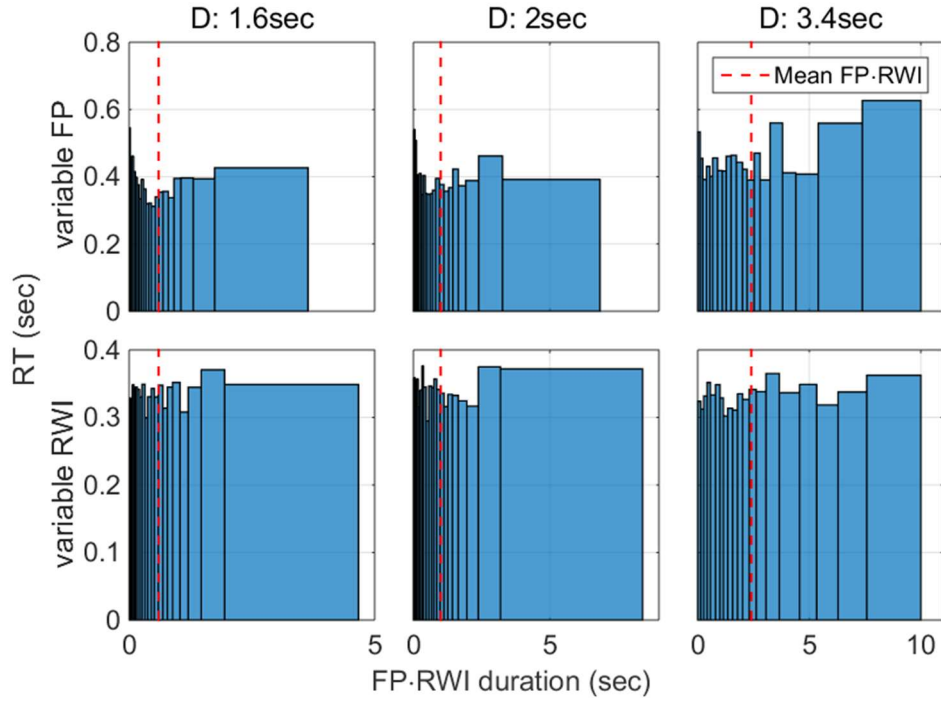 D: 1.6sec
D: 2sec
D: 3.4sec
0.8
0.6
0.4
0.2
0
variable FP
Mean FP·RWI
RT (sec)
0.4
0.3
0.2
0.1
0
variable RWI
0 5
0 5
0 5 10
FP·RWI duration (sec)